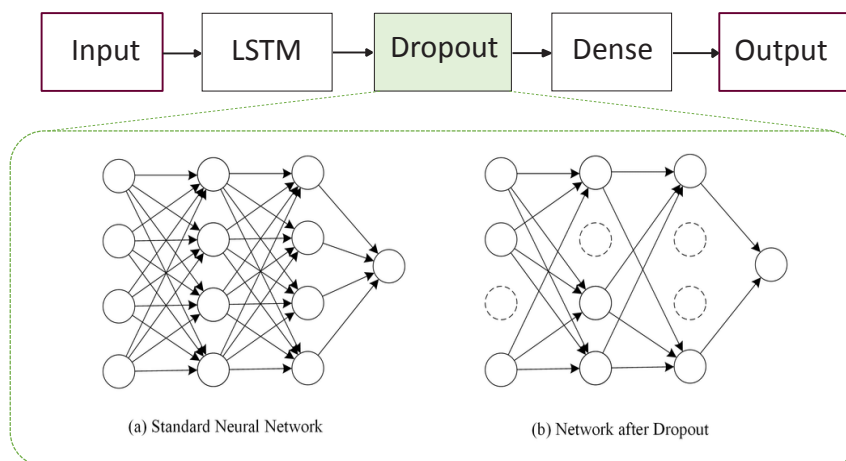 Input
LSTM
Dropout
Dense
Output
(a) Standard Neural Network
(b) Network after Dropout